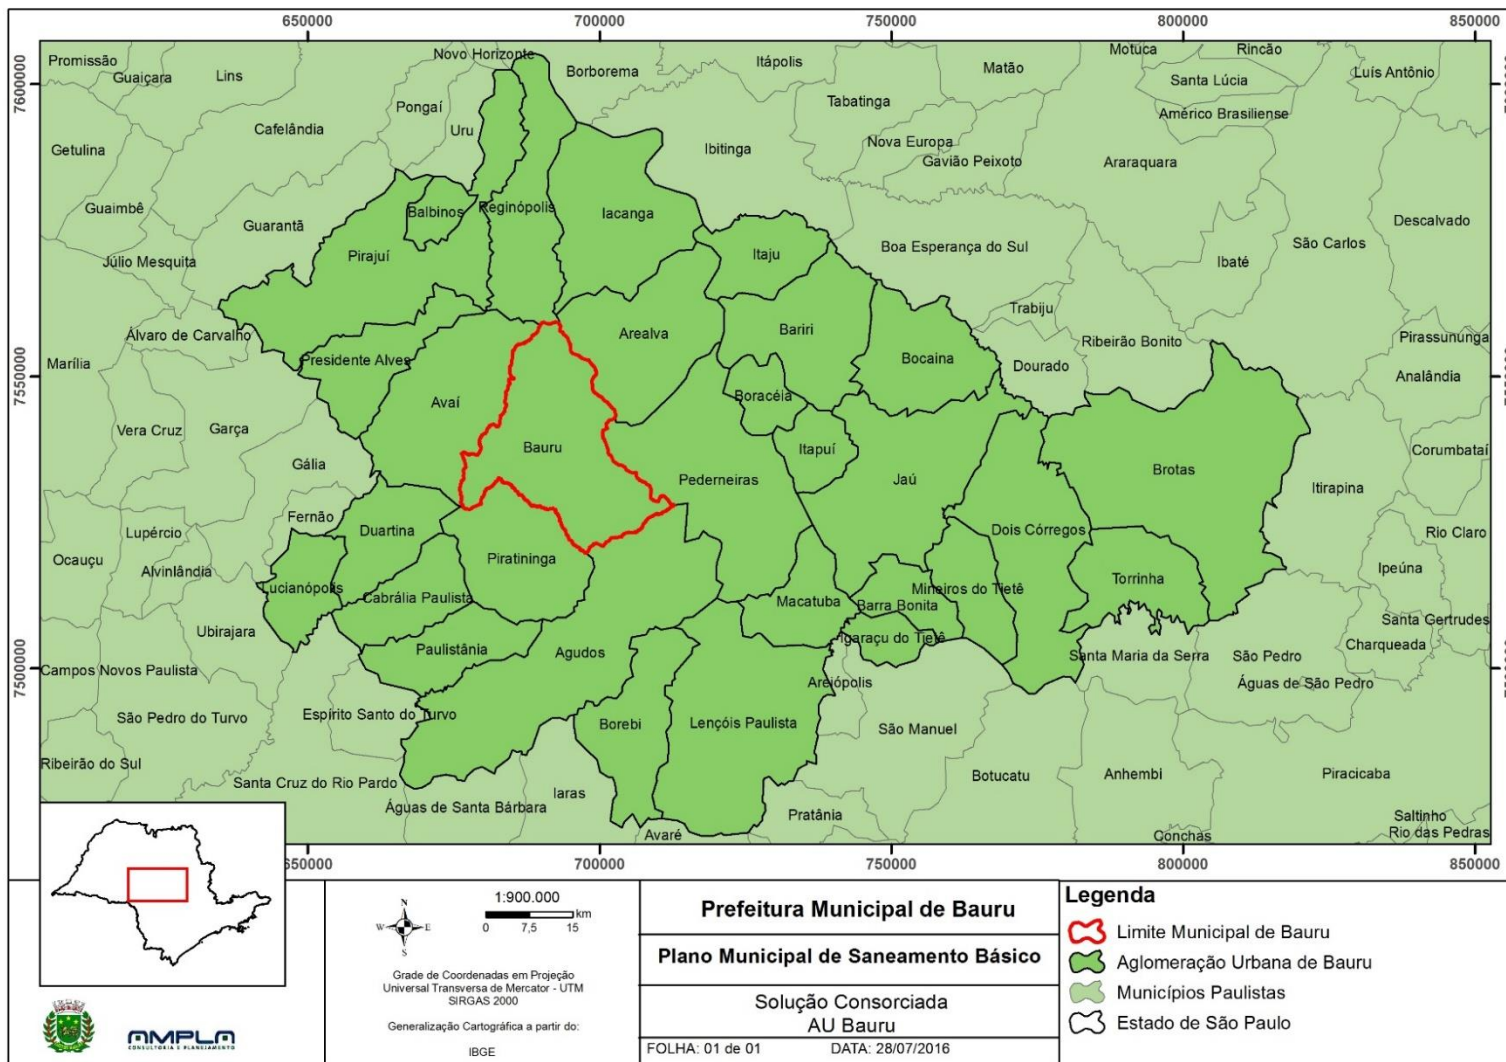 650000 700000 750000 800000 850000
Promissão
Guaiçara
Lins
Novo Horizonte
Borborema
Itápolis
Matão
Motuca
Rincão
Luís Antônio
7600000
Santa Lúcia
Pongaí
Tabatinga
Américo Brasiliense
Cafelândia
Uru
Nova Europa
Getulina
Ibitinga
Gavião Peixoto
Araraquara
Guaimbê
Balbinos
Reginópolis
Iacanga
Guarantã
Descalvado
Boa Esperança do Sul
São Carlos
Pirajuí
Itaju
Ibaté
Júlio Mesquita
Trabiju
Álvaro de Carvalho
Arealva
Bariri
Ribeirão Bonito
Pirassununga
Marília
Presidente Alves
Bocaina
Dourado
7550000
Analândia
Avaí
Boracéia
Vera Cruz
Garça
Bauru
Itapuí
Corumbataí
Gália
Pederneiras
Jaú
Brotas
Itirapina
Fernão
Duartina
Dois Córregos
Lupércio
Rio Claro
Ocauçu
Alvinlândia
Piratininga
Ipeúna
Lucianópolis
Cabrália Paulista
Macatuba
Mineiros do Tietê
Torrinha
Barra Bonita
Santa Gertrudes
Ubirajara
Igaraçu do Tietê
Charqueada
Paulistânia
Agudos
Santa Maria da Serra
São Pedro
7500000
Campos Novos Paulista
Areiópolis
Águas de São Pedro
São Pedro do Turvo
Espírito Santo do Turvo
Borebi
Lençóis Paulista
São Manuel
Ribeirão do Sul
Santa Cruz do Rio Pardo
Botucatu
Anhembi
Piracicaba
Águas de Santa Bárbara
Iaras
Pratânia
Saltinho
Avaré
Conchas
Rio das Pedras
650000 700000 750000 800000 850000
N
W E
S
1:900.000
km
0 7,5 15
Grade de Coordenadas em Projeção
Universal Transversa de Mercator - UTM
SIRGAS 2000
Generalização Cartográfica a partir do:
IBGE
AMPLA
CONSULTORIA E PLANEJAMENTO
Prefeitura Municipal de Bauru
Plano Municipal de Saneamento Básico
Solução Consorciada
AU Bauru
FOLHA: 01 de 01 DATA: 28/07/2016
Legenda
Limite Municipal de Bauru
Aglomeração Urbana de Bauru
Municípios Paulistas
Estado de São Paulo